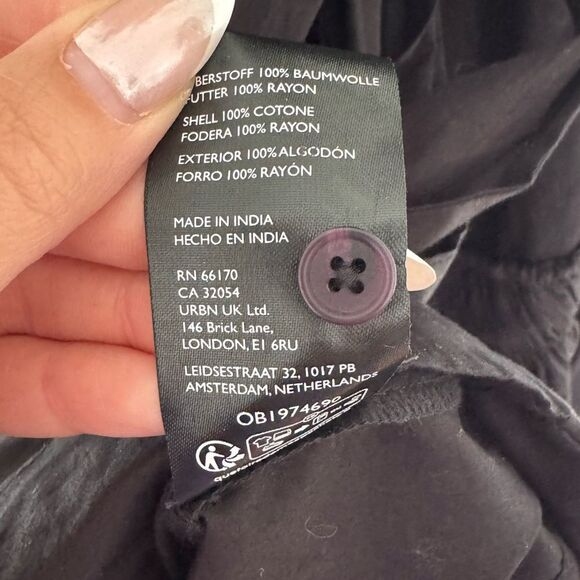 BERSTOFF 100% BAUMWOLLE
FUTTER 100% RAYON
SHELL 100% COTONE
FODERA 100% RAYON
EXTERIOR 100% ALGODÓN
FORRO 100% RAYÓN
MADE IN INDIA
HECHO EN INDIA
RN 66170
CA 32054
URBN UK Ltd.
146 Brick Lane,
LONDON, E1 6RU
LEIDSESTRAAT 32, 1017 PB
AMSTERDAM, NETHERLANDS
OB1974690